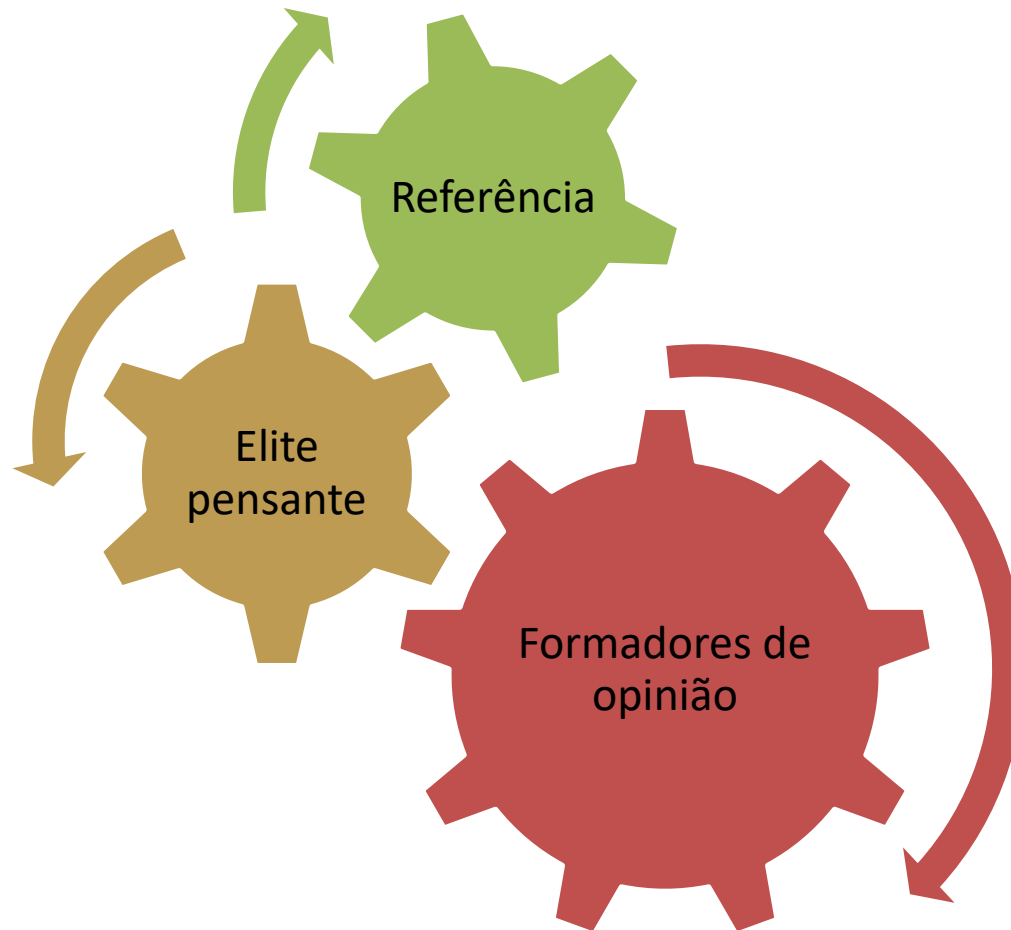 Referência
Elite
pensante
Formadores de
opinião